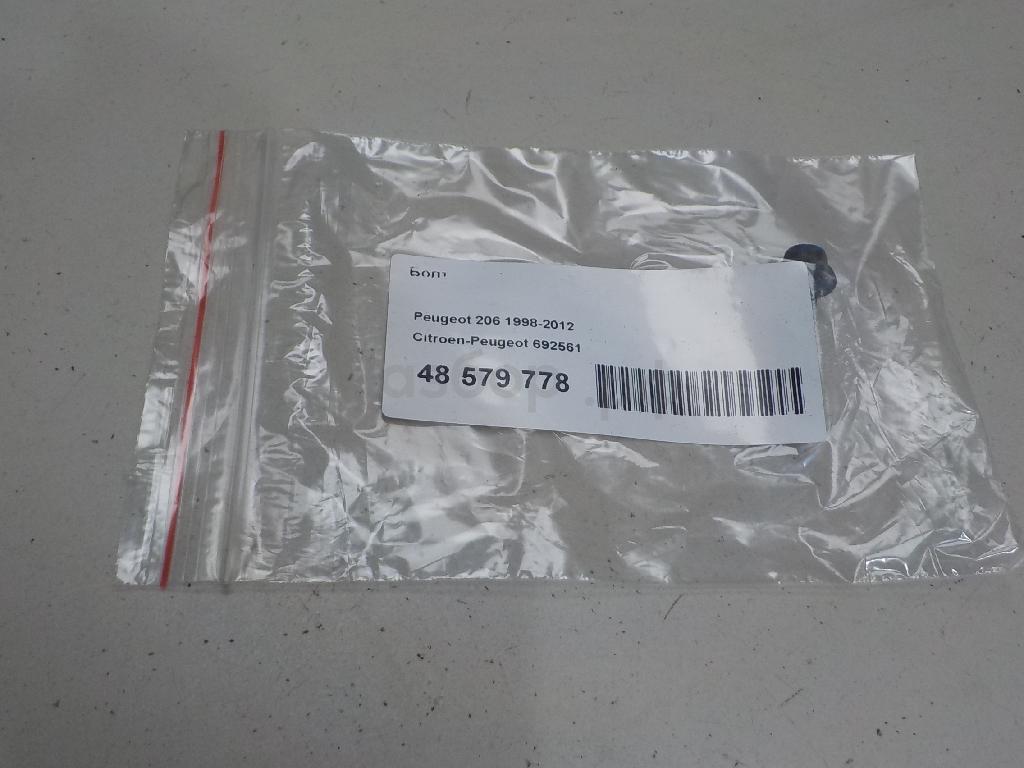 Болт
Peugeot 206 1998-2012
Citroen-Peugeot 692561
48 579 778